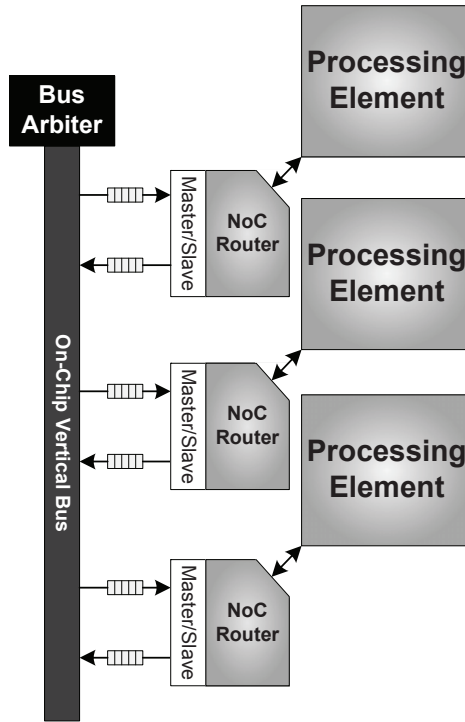 Processing
Element
Bus
Arbiter
Master/Slave
NoC
Router
Processing
Element
On-Chip Vertical Bus
Master/Slave
NoC
Router
Processing
Element
Master/Slave
NoC
Router